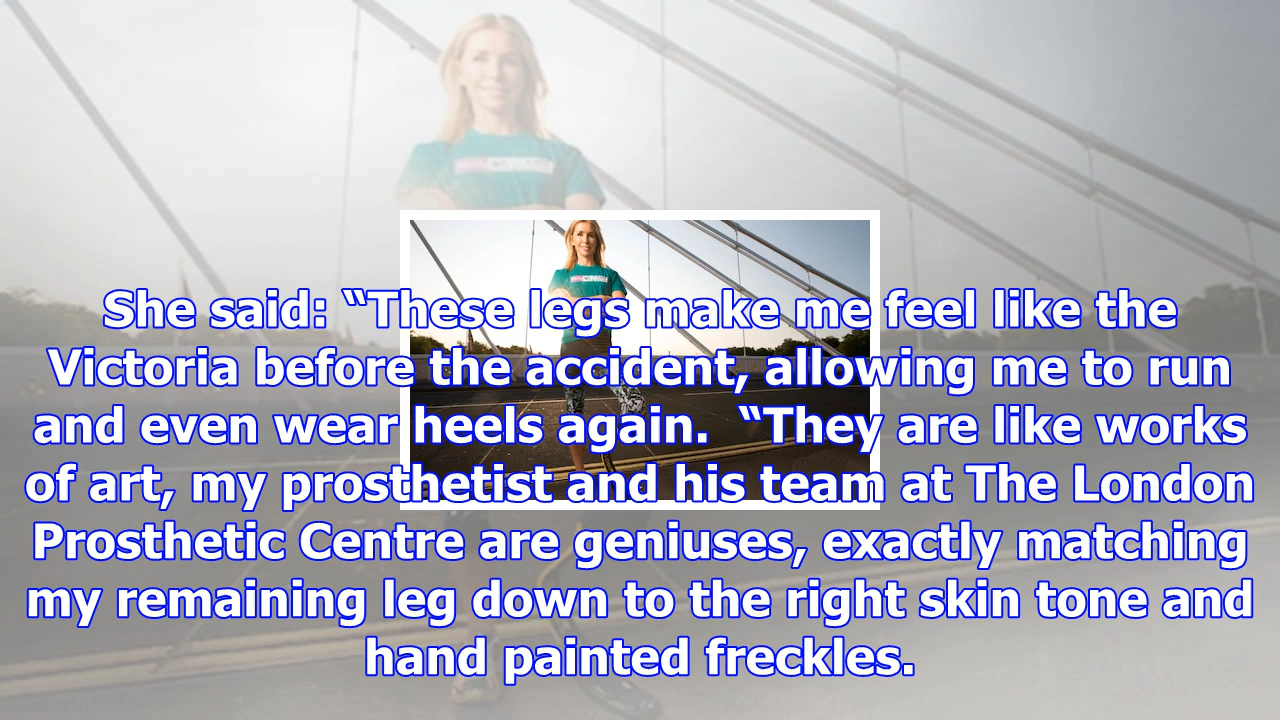 She said: “These legs make me feel like the
Victoria before the accident, allowing me to run
and even wear heels again.  “They are like works
of art, my prosthetist and his team at The London
Prosthetic Centre are geniuses, exactly matching
my remaining leg down to the right skin tone and
hand painted freckles.